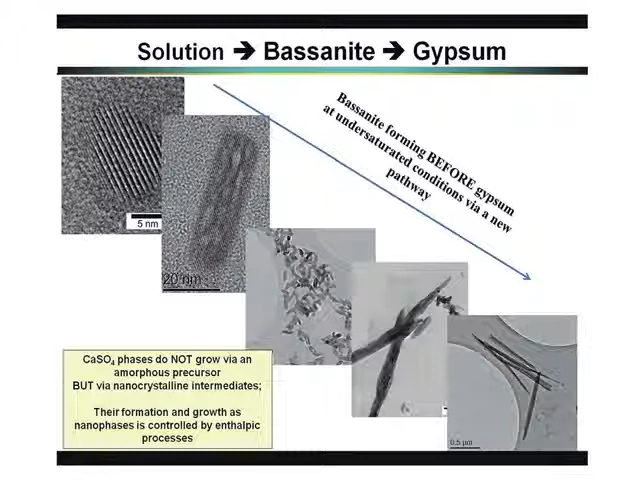 Solution → Bassanite → Gypsum
Bassanite forming BEFORE gypsum
at undersaturated conditions via a new
pathway
5 nm
20 nm
0.5 µm
CaSO₄ phases do NOT grow via an
amorphous precursor
BUT via nanocrystalline intermediates;
Their formation and growth as
nanophases is controlled by enthalpic
processes